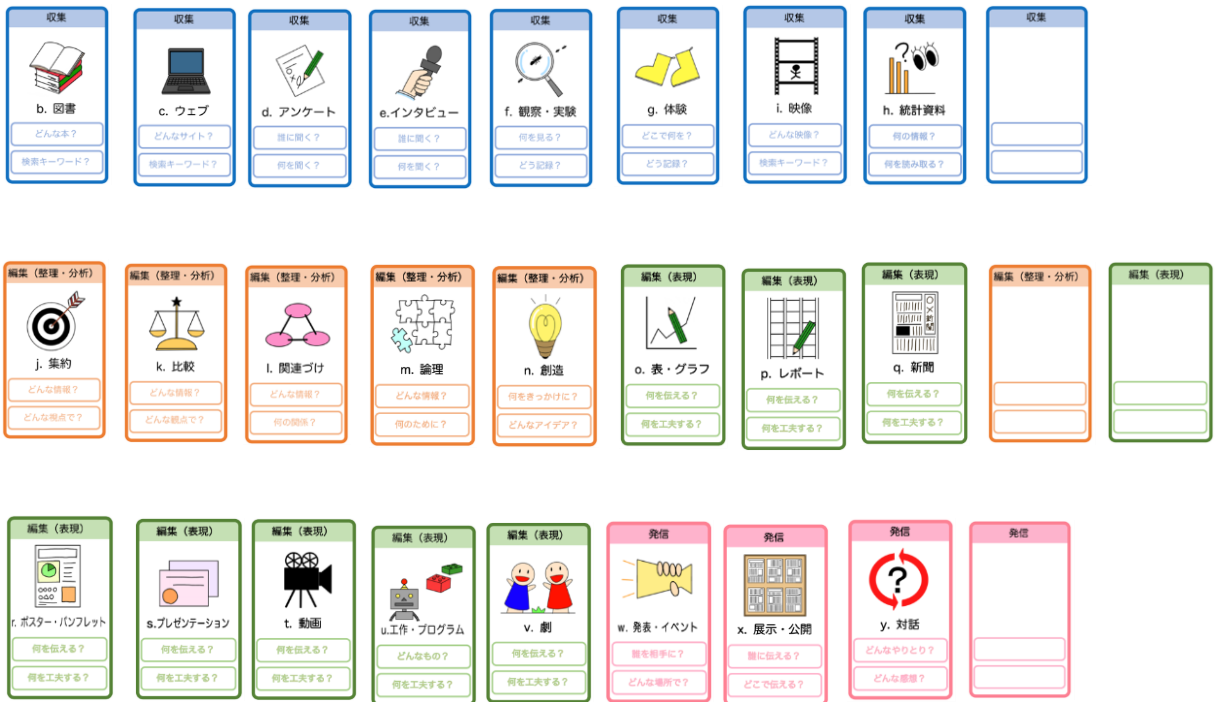 収集
b. 図書
どんな本？
検索キーワード？
収集
c. ウェブ
どんなサイト？
検索キーワード？
収集
d. アンケート
誰に聞く？
何を聞く？
収集
e.インタビュー
誰に聞く？
何を聞く？
収集
f. 観察・実験
何を見る？
どう記録？
収集
g. 体験
どこで何を？
どう記録？
収集
i. 映像
どんな映像？
検索キーワード？
収集
h. 統計資料
何の情報？
何を読み取る？
収集
編集（整理・分析）
j. 集約
どんな情報？
どんな視点で？
編集（整理・分析）
k. 比較
どんな情報？
どんな観点で？
編集（整理・分析）
l. 関連づけ
どんな情報？
何の関係？
編集（整理・分析）
m. 論理
どんな情報？
何のために？
編集（整理・分析）
n. 創造
何をきっかけに？
どんなアイデア？
編集（表現）
o. 表・グラフ
何を伝える？
何を工夫する？
編集（表現）
p. レポート
何を伝える？
何を工夫する？
編集（表現）
〇×新聞
q. 新聞
何を伝える？
何を工夫する？
編集（整理・分析）
編集（表現）
編集（表現）
r. ポスター・パンフレット
何を伝える？
何を工夫する？
編集（表現）
s.プレゼンテーション
何を伝える？
何を工夫する？
編集（表現）
t. 動画
何を伝える？
何を工夫する？
編集（表現）
u.工作・プログラム
どんなもの？
何を工夫する？
編集（表現）
v. 劇
何を伝える？
何を工夫する？
発信
w. 発表・イベント
誰を相手に？
どんな場所で？
発信
x. 展示・公開
誰に伝える？
どこで伝える？
発信
?
y. 対話
どんなやりとり？
どんな感想？
発信